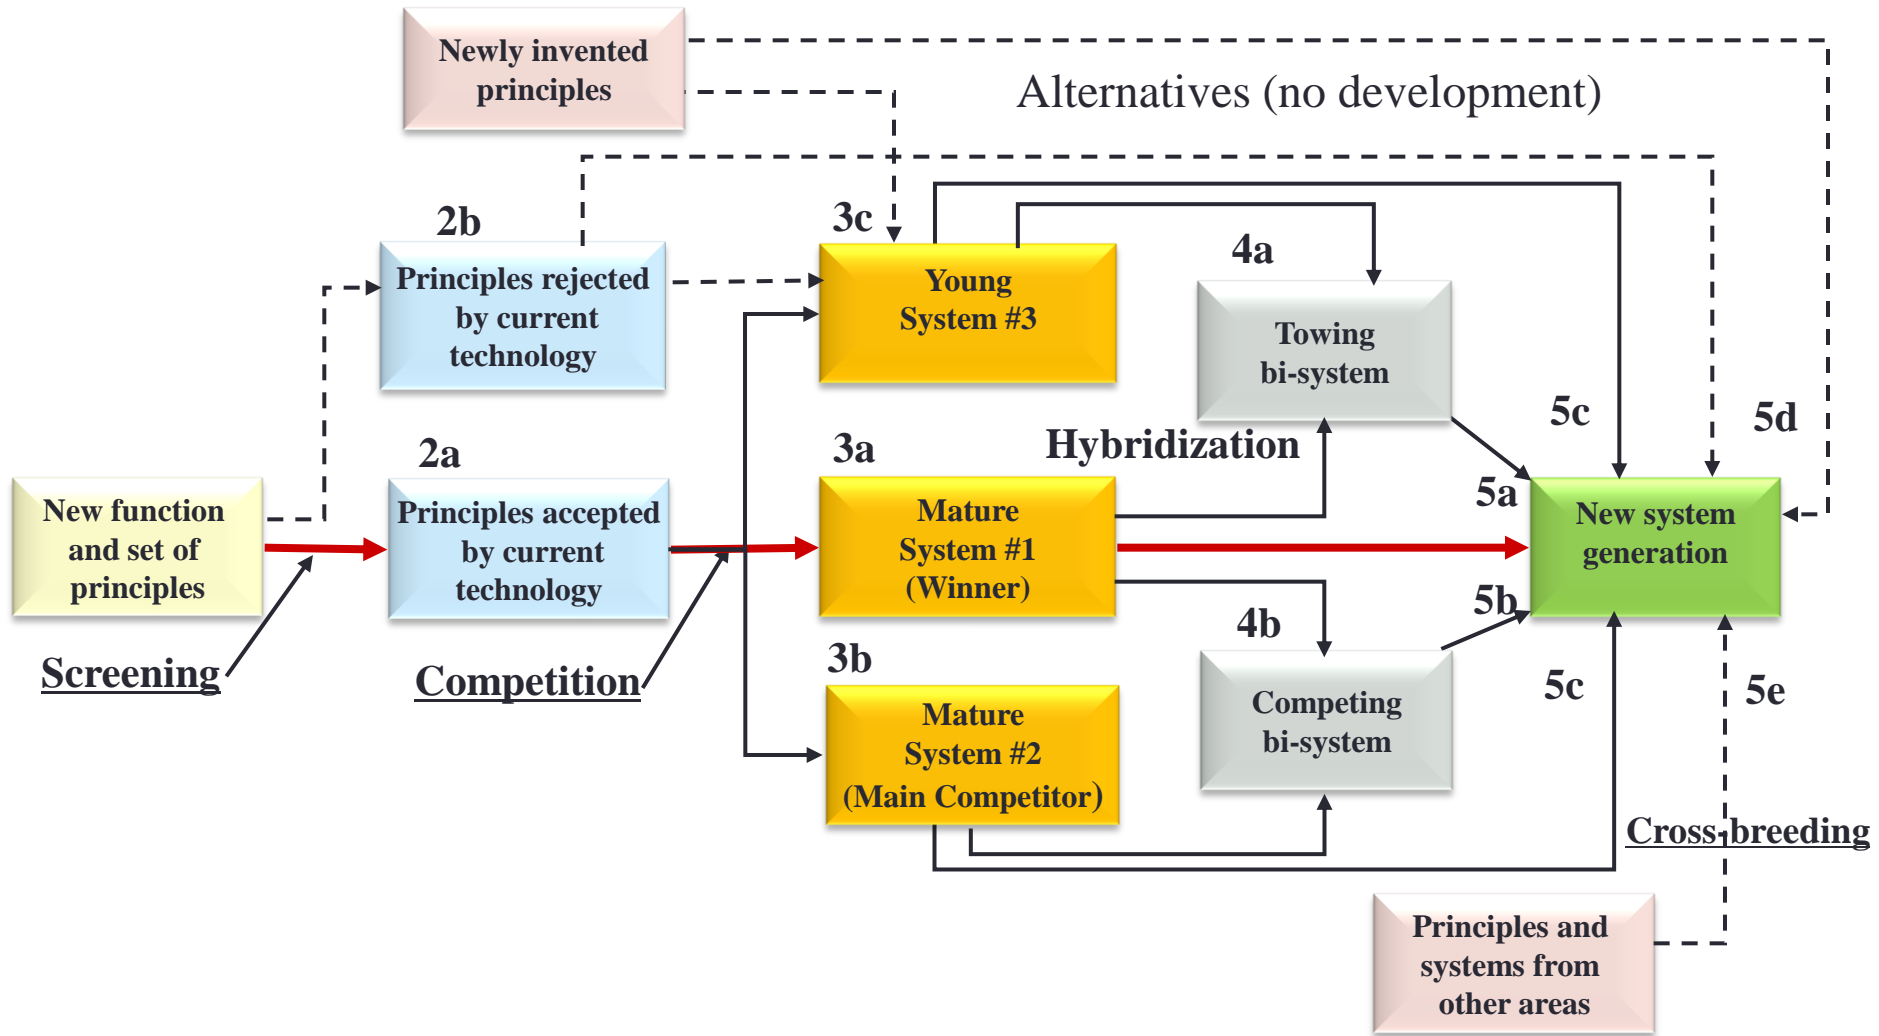 Newly invented
principles
Alternatives (no development)
2b
Principles rejected
by current
technology
3c
Young
System #3
4a
Towing
bi-system
5c
5d
Hybridization
2a
Principles accepted
by current
technology
3a
Mature
System #1
(Winner)
5a
New system
generation
New function
and set of
principles
Screening
Competition
3b
Mature
System #2
(Main Competitor)
4b
Competing
bi-system
5b
5c
5e
Cross-breeding
Principles and
systems from
other areas